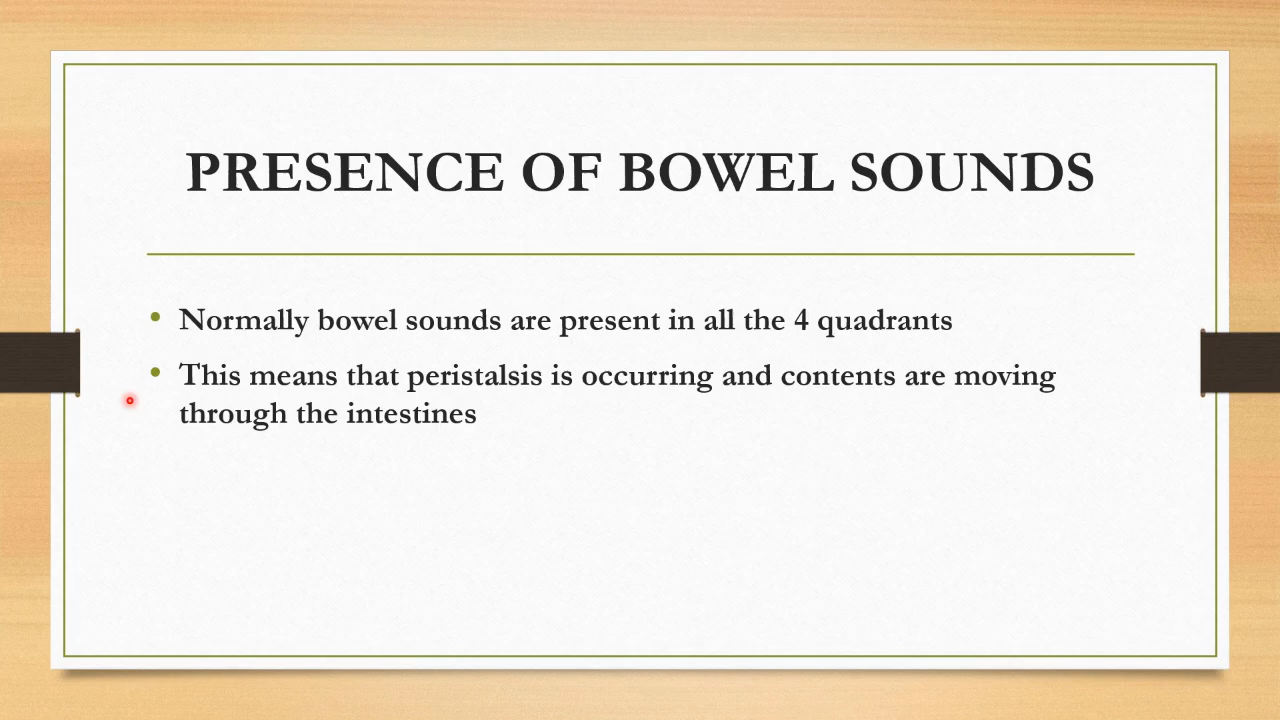 PRESENCE OF BOWEL SOUNDS
• Normally bowel sounds are present in all the 4 quadrants
• This means that peristalsis is occurring and contents are moving
through the intestines